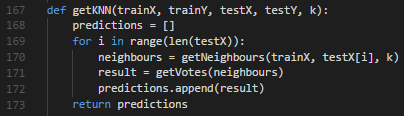 167 def getKNN(trainX, trainY, testX, testY, k):
168     predictions = []
169     for i in range(len(testX)):
170         neighbours = getNeighbours(trainX, testX[i], k)
171         result = getVotes(neighbours)
172         predictions.append(result)
173     return predictions